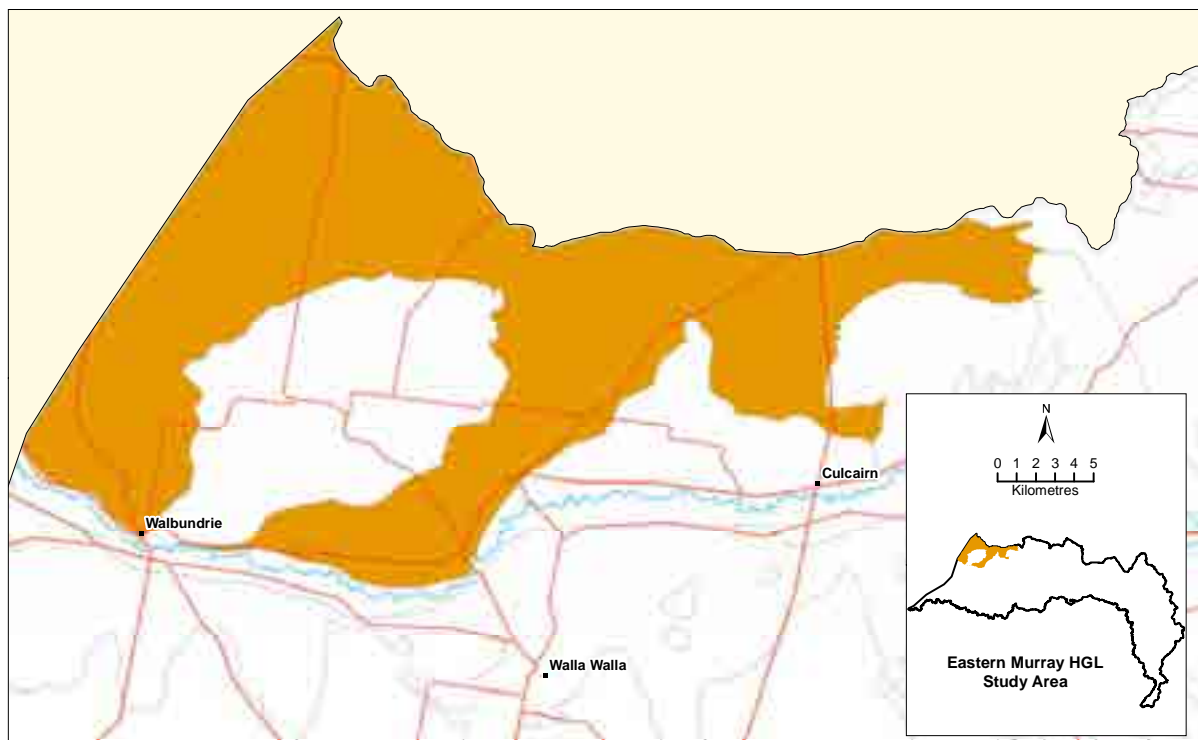 Culcairn
Walbundrie
Walla Walla
N
0 1 2 3 4 5
Kilometres
Eastern Murray HGL
Study Area